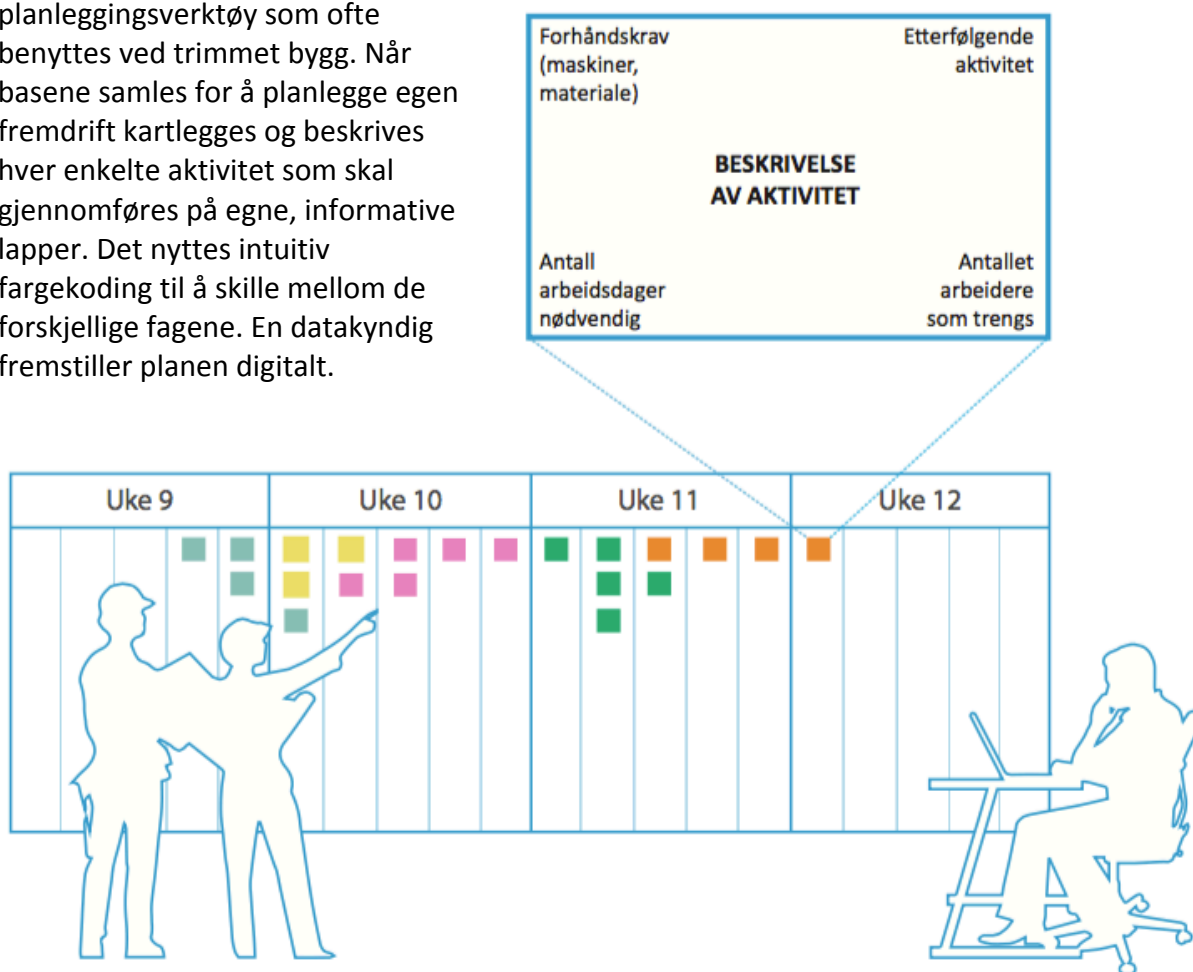 planleggingsverktøy som ofte
benyttes ved trimmet bygg. Når
basene samles for å planlegge egen
fremdrift kartlegges og beskrives
hver enkelte aktivitet som skal
gjennomføres på egne, informative
lapper. Det nyttes intuitiv
fargekoding til å skille mellom de
forskjellige fagene. En datakyndig
fremstiller planen digitalt.
Forhåndskrav
(maskiner,
materiale)
Etterfølgende
aktivitet
BESKRIVELSE
AV AKTIVITET
Antall
arbeidsdager
nødvendig
Antallet
arbeidere
som trengs
Uke 9
Uke 10
Uke 11
Uke 12